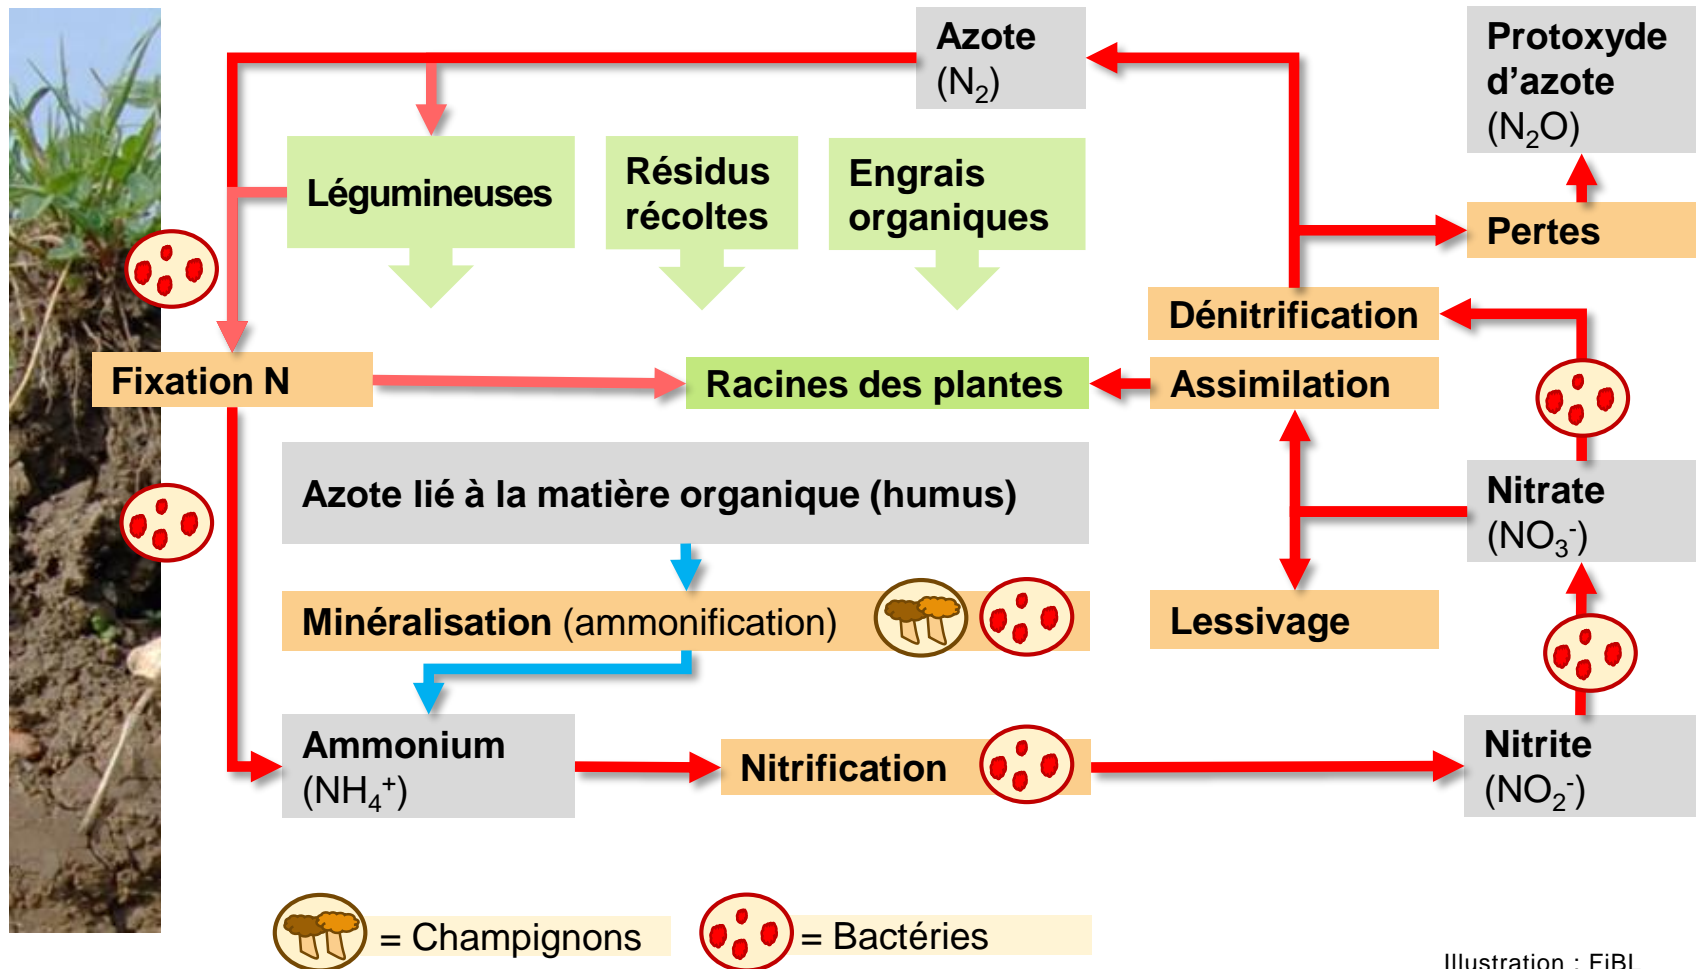 Azote
(N₂)
Protoxyde
d’azote
(N₂O)
Légumineuses
Résidus
récoltes
Engrais
organiques
Pertes
Dénitrification
Fixation N
Racines des plantes
Assimilation
Azote lié à la matière organique (humus)
Nitrate
(NO₃⁻)
Minéralisation (ammonification)
Lessivage
Ammonium
(NH₄⁺)
Nitrification
Nitrite
(NO₂⁻)
= Champignons
= Bactéries
Illustration : FiBL